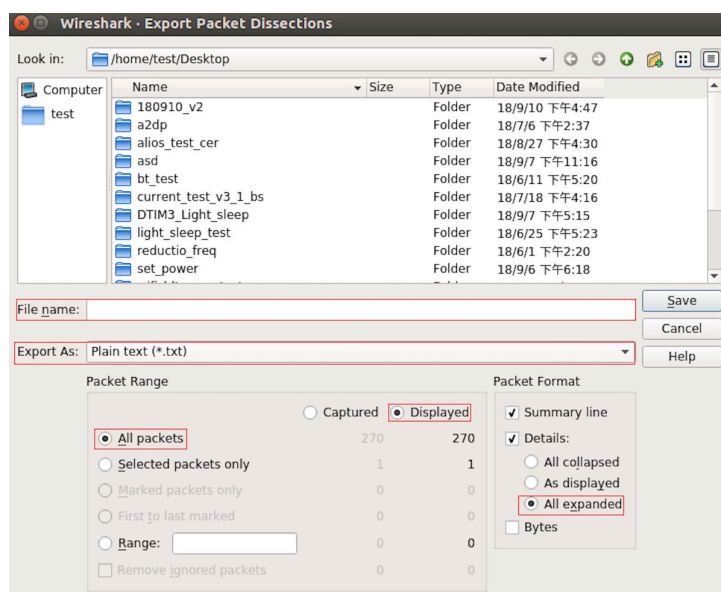 Wireshark · Export Packet Dissections
Look in: /home/test/Desktop
Computer
test
Name Size Type Date Modified
180910_v2 Folder 18/9/10 下午4:47
a2dp Folder 18/7/6 下午2:37
alios_test_cer Folder 18/8/27 下午4:30
asd Folder 18/9/7 下午11:16
bt_test Folder 18/6/11 下午5:20
current_test_v3_1_bs Folder 18/7/18 下午4:16
DTIM3_Light_sleep Folder 18/9/7 下午5:15
light_sleep_test Folder 18/6/25 下午5:23
reductio_freq Folder 18/6/1 下午2:20
set_power Folder 18/9/6 下午6:18
File name:
Save
Cancel
Export As: Plain text (*.txt)
Help
Packet Range
Captured Displayed
All packets 270 270
Selected packets only 1 1
Marked packets only 0 0
First to last marked 0 0
Range: 0 0
Remove ignored packets 0 0
Packet Format
Summary line
Details:
All collapsed
As displayed
All expanded
Bytes